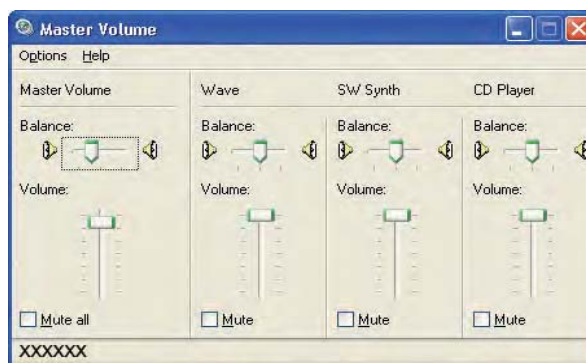 Master Volume
Options Help
Master Volume Wave SW Synth CD Player
Balance: Balance: Balance: Balance:
Volume: Volume: Volume: Volume:
Mute all Mute Mute Mute
XXXXXX